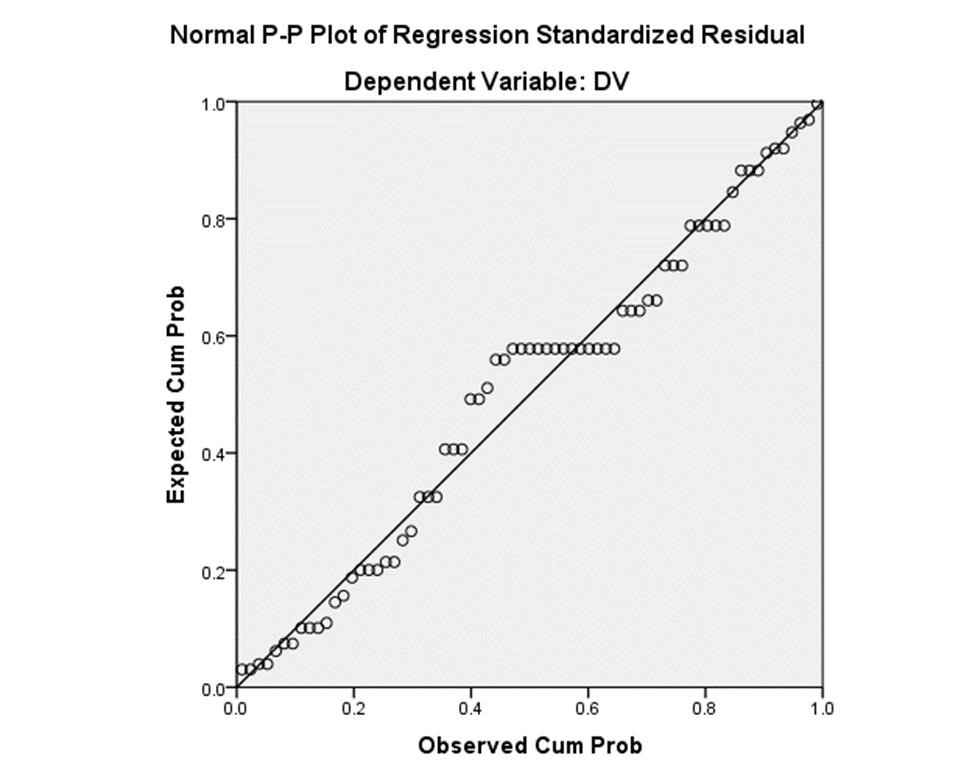 Normal P-P Plot of Regression Standardized Residual
Dependent Variable: DV
1.0
0.8
0.6
0.4
0.2
0.0
Expected Cum Prob
0.0 0.2 0.4 0.6 0.8 1.0
Observed Cum Prob